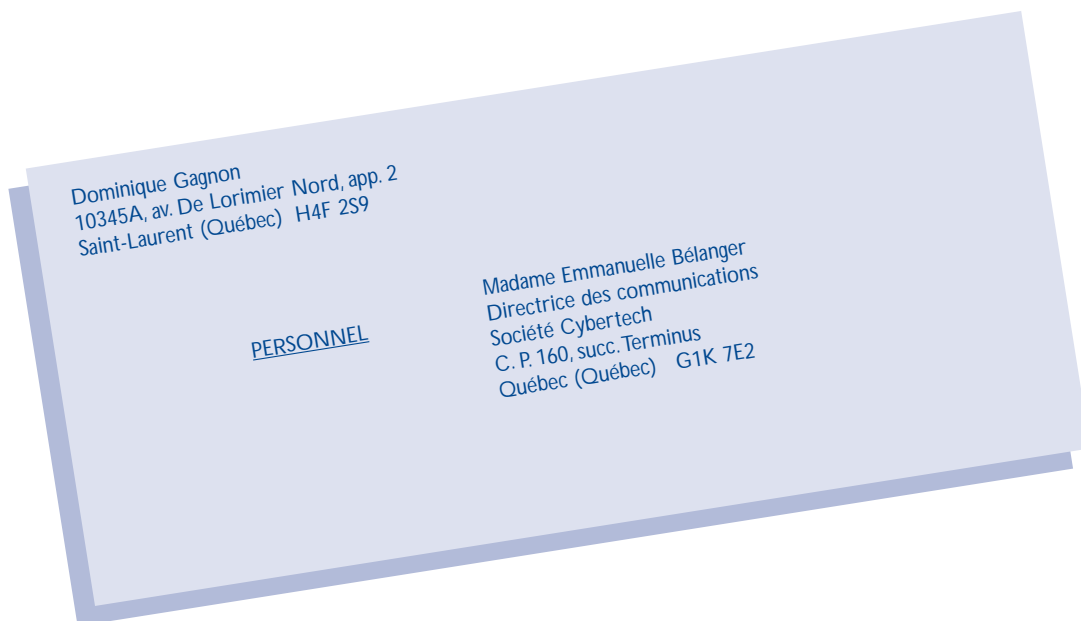 Dominique Gagnon
10345A, av. De Lorimier Nord, app. 2
Saint-Laurent (Québec) H4F 2S9
PERSONNEL
Madame Emmanuelle Bélanger
Directrice des communications
Société Cybertech
C. P. 160, succ. Terminus
Québec (Québec) G1K 7E2